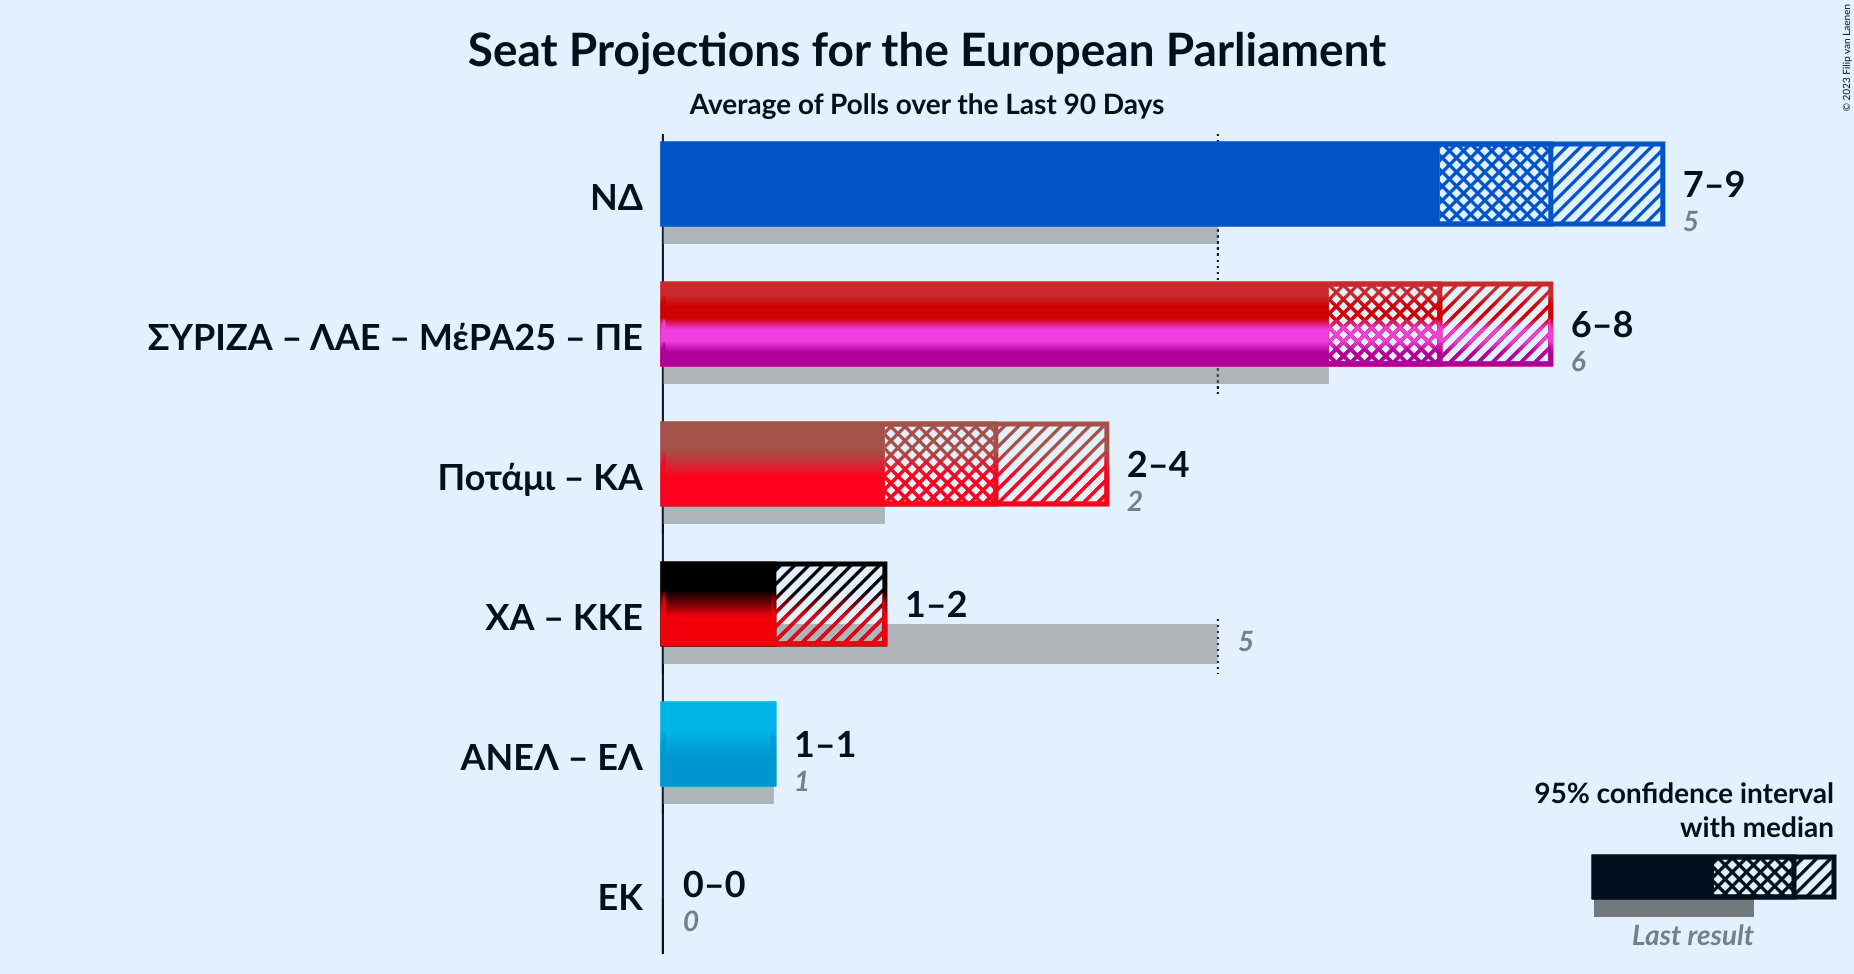 Seat Projections for the European Parliament
Average of Polls over the Last 90 Days
© 2023 Filip van Laenen
ΝΔ
7–9
5
ΣΥΡΙΖΑ – ΛΑΕ – ΜέΡΑ25 – ΠΕ
6–8
6
Ποτάμι – ΚΑ
2–4
2
ΧΑ – ΚΚΕ
1–2
5
ΑΝΕΛ – ΕΛ
1–1
1
ΕΚ
0–0
0
95% confidence interval
with median
Last result